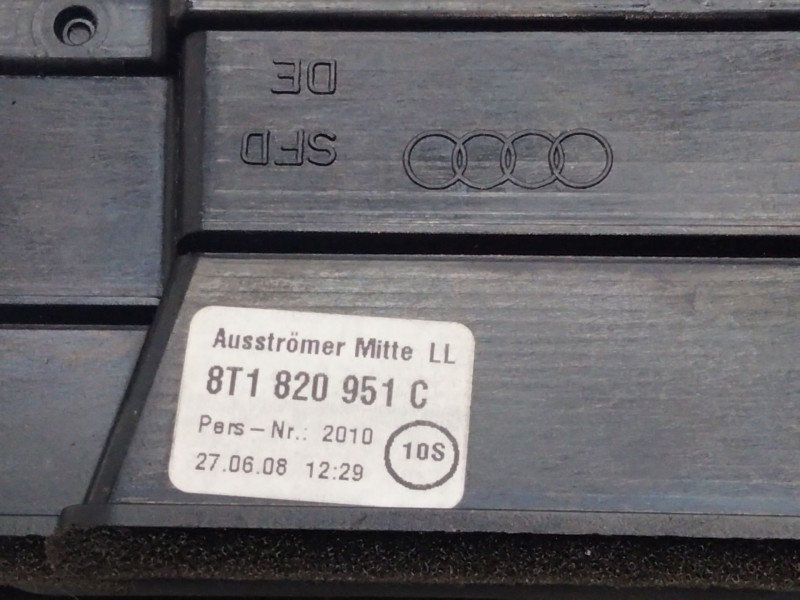 DE
SFD
Ausströmer Mitte LL
8T1 820 951 C
Pers-Nr.: 2010
10S
27.06.08 12:29